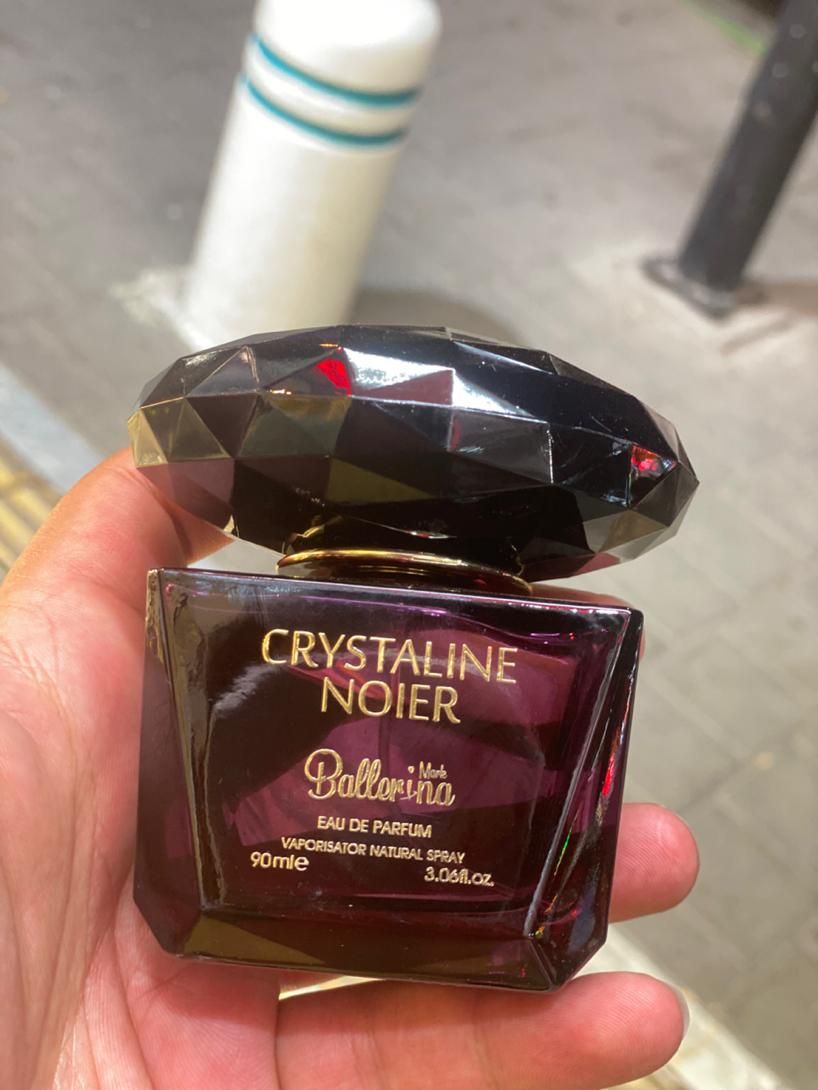 CRYSTALINE
NOIER
Mark
Ballerina
EAU DE PARFUM
VAPORISATOR NATURAL SPRAY
90mle
3.06fl.oz.